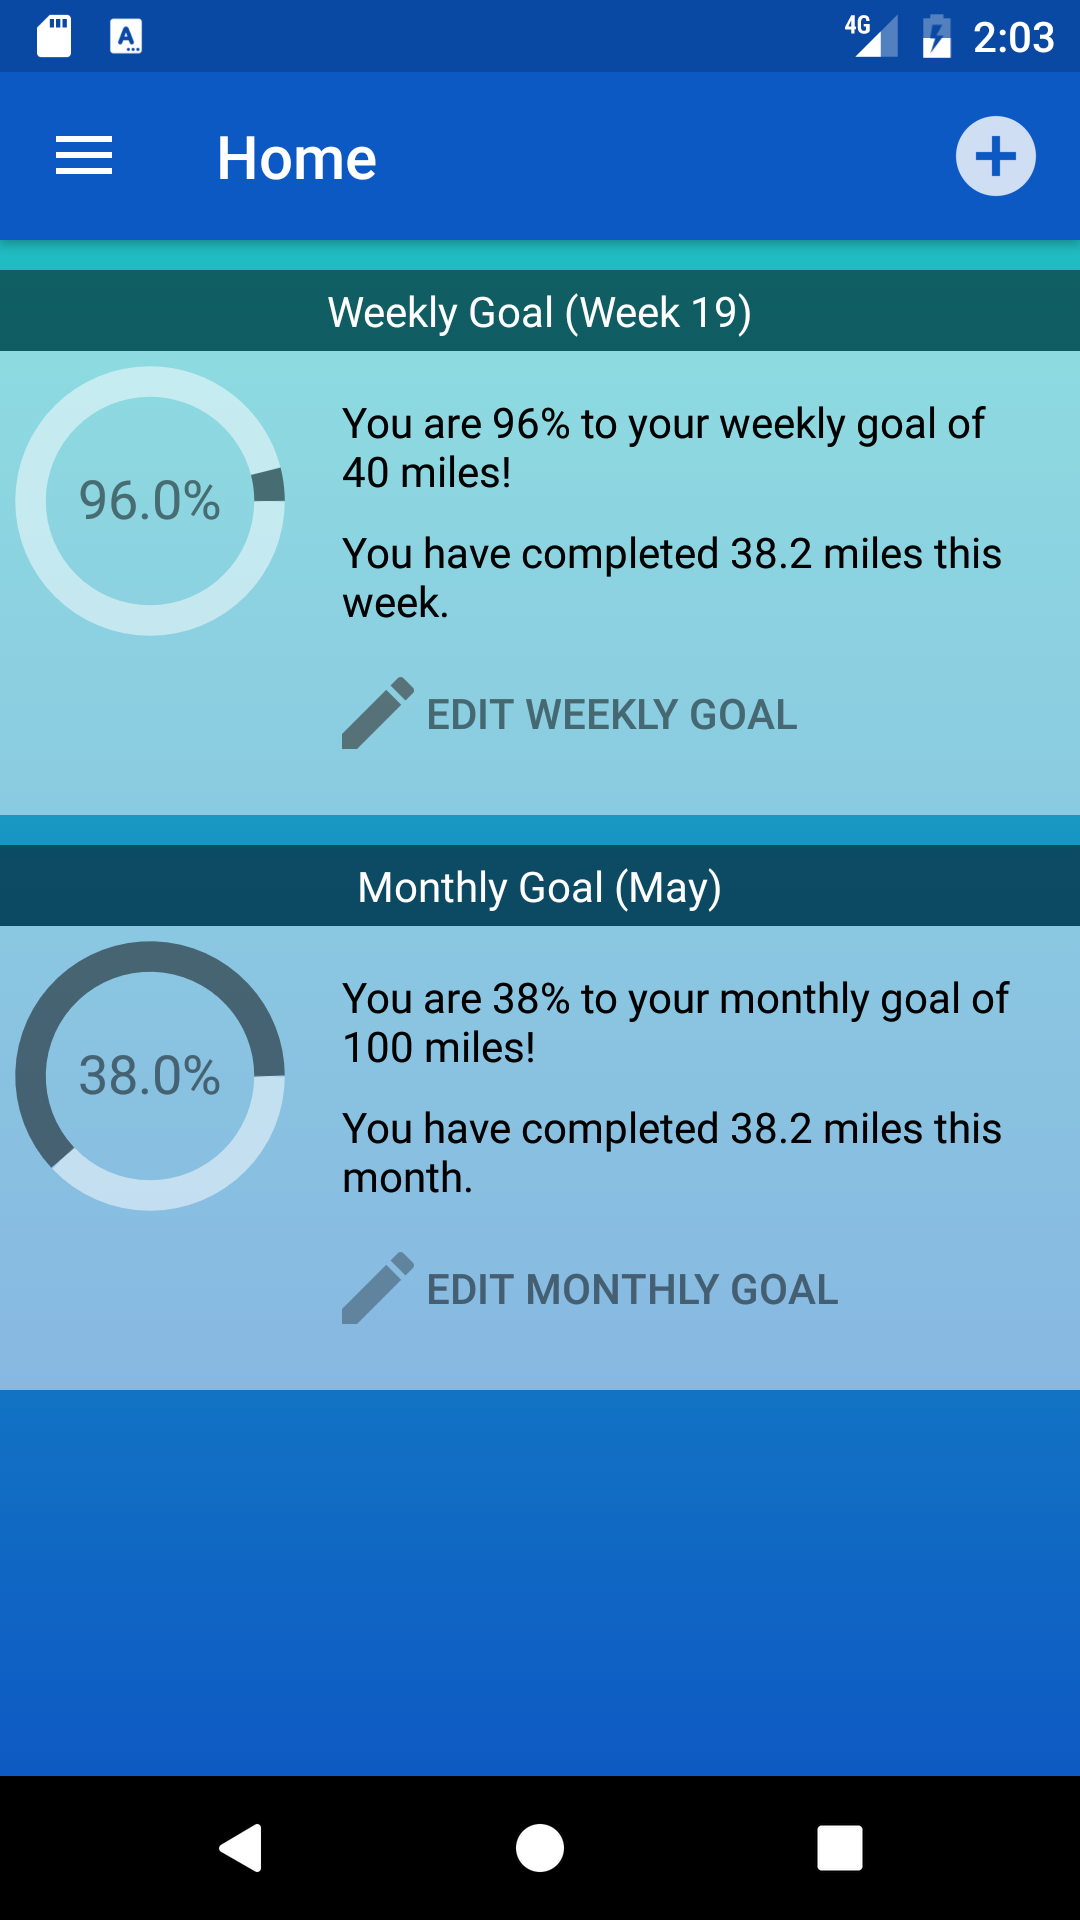 4G 2:03
Home
Weekly Goal (Week 19)
96.0%
You are 96% to your weekly goal of
40 miles!
You have completed 38.2 miles this
week.
EDIT WEEKLY GOAL
Monthly Goal (May)
38.0%
You are 38% to your monthly goal of
100 miles!
You have completed 38.2 miles this
month.
EDIT MONTHLY GOAL